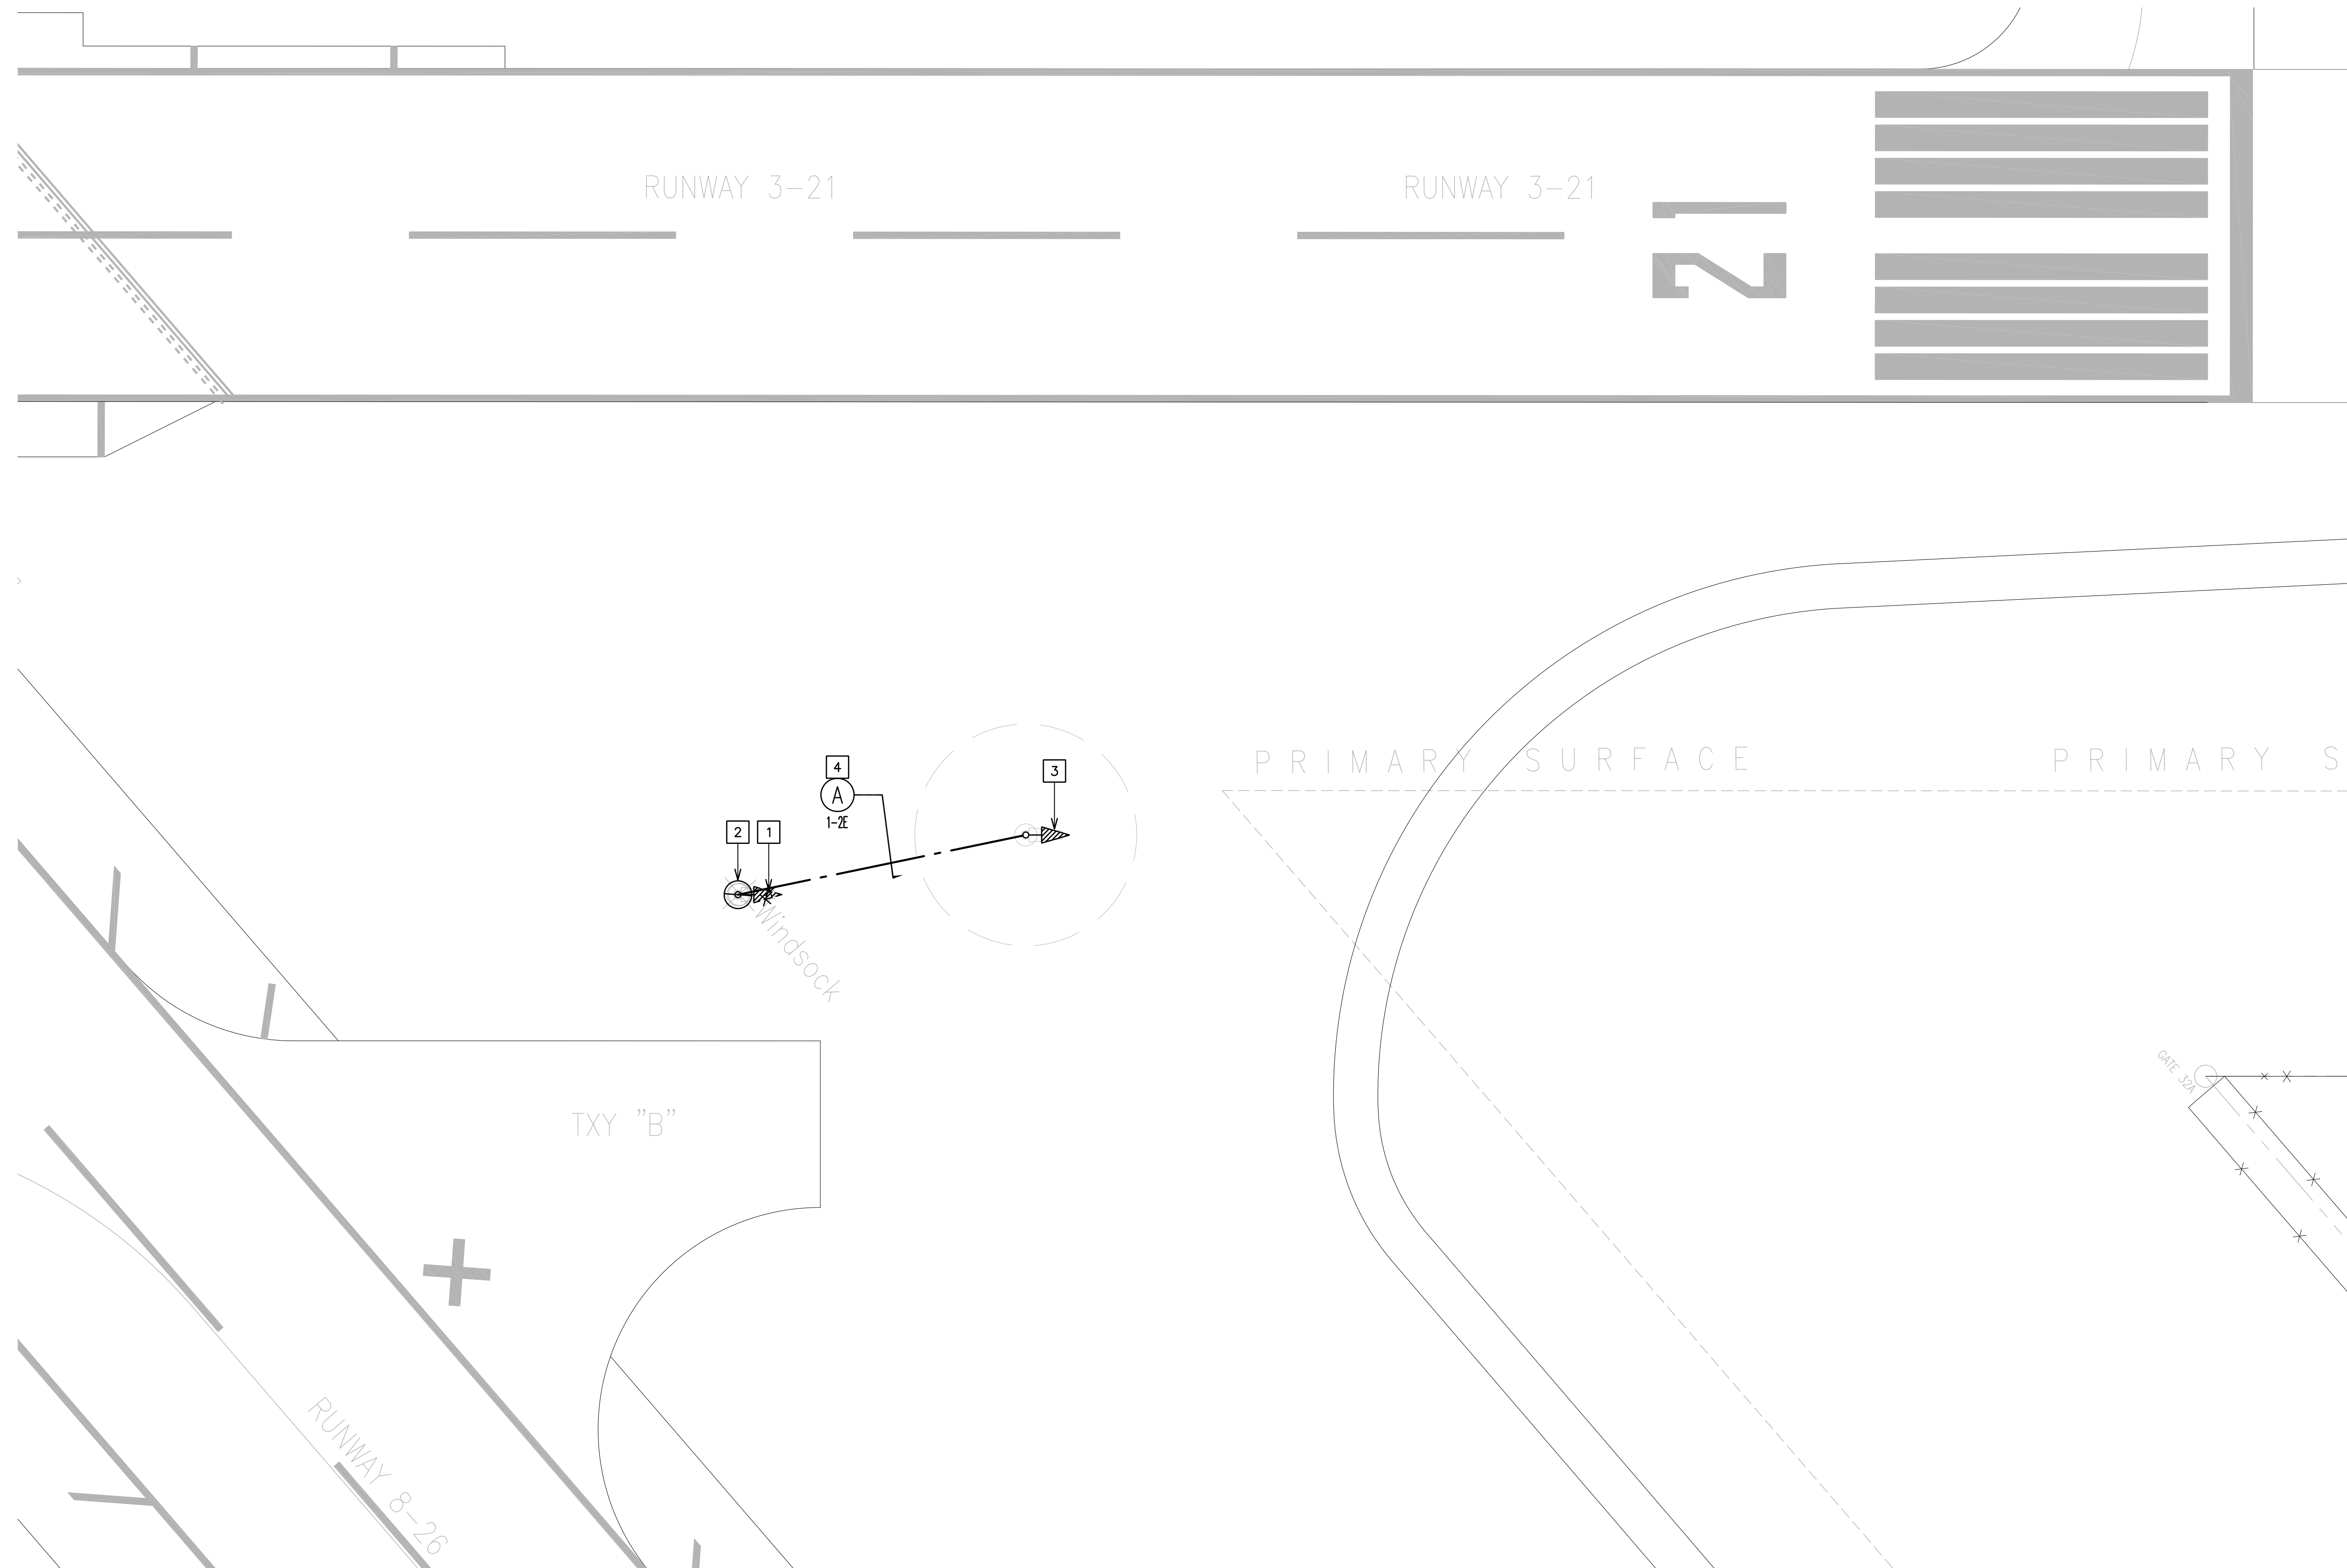 RUNWAY 3-21
RUNWAY 3-21
21
PRIMARY SURFACE
PRIMARY S
4
A
1-2E
3
2
1
Windsock
GATE 32A
TXY "B"
RUNWAY 8-26